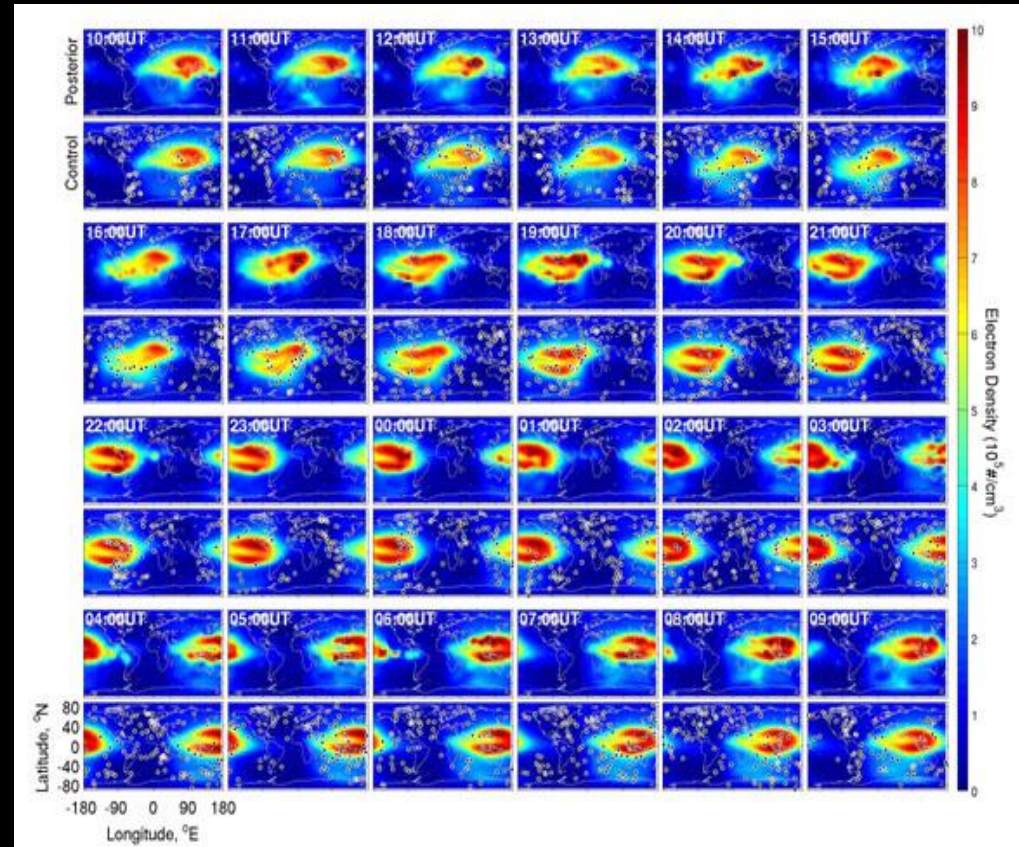 Posterior
10:00UT 11:00UT 12:00UT 13:00UT 14:00UT 15:00UT
Control
16:00UT 17:00UT 18:00UT 19:00UT 20:00UT 21:00UT
22:00UT 23:00UT 00:00UT 01:00UT 02:00UT 03:00UT
04:00UT 05:00UT 06:00UT 07:00UT 08:00UT 09:00UT
Latitude, °N
80
40
0
-40
-80
-180 -90 0 90 180
Longitude, °E
10
9
8
7
6
5
4
3
2
1
0
Electron Density (10⁵#/cm³)